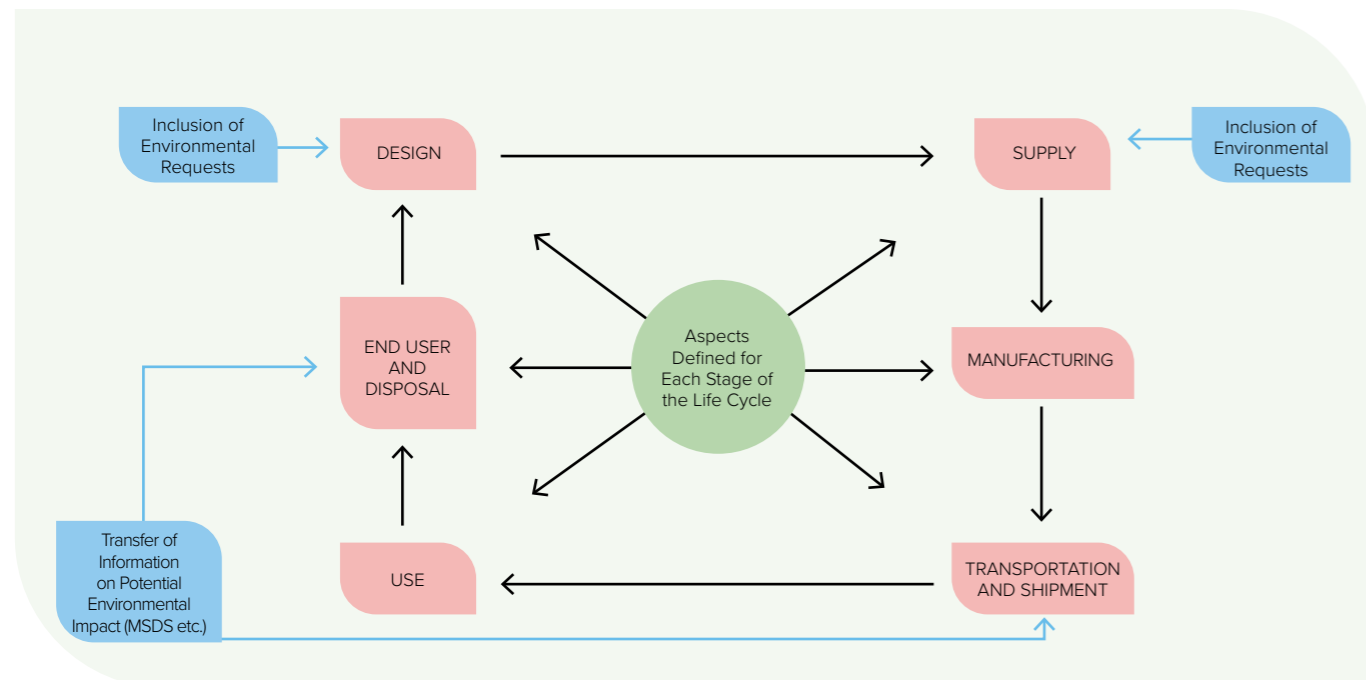 Inclusion of
Environmental
Requests
DESIGN
SUPPLY
Inclusion of
Environmental
Requests
END USER
AND
DISPOSAL
Aspects
Defined for
Each Stage of
the Life Cycle
MANUFACTURING
Transfer of
Information
on Potential
Environmental
Impact (MSDS etc.)
USE
TRANSPORTATION
AND SHIPMENT